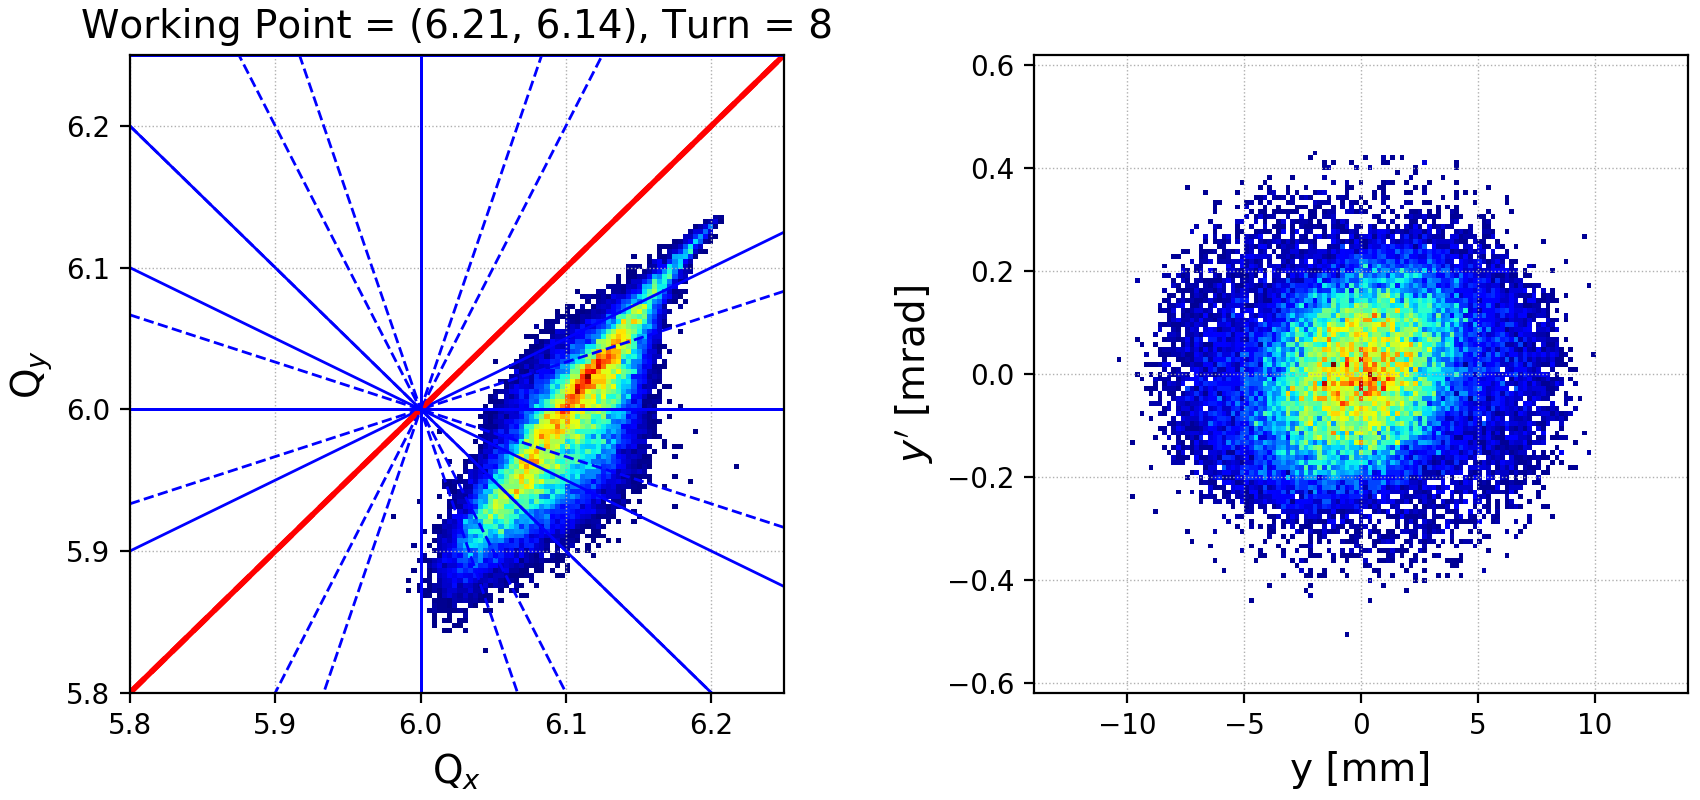 Working Point = (6.21, 6.14), Turn = 8
6.2
6.1
6.0
5.9
5.8
Q_y
5.8 5.9 6.0 6.1 6.2
Q_x
0.6
0.4
0.2
0.0
−0.2
−0.4
−0.6
y′ [mrad]
−10 −5 0 5 10
y [mm]